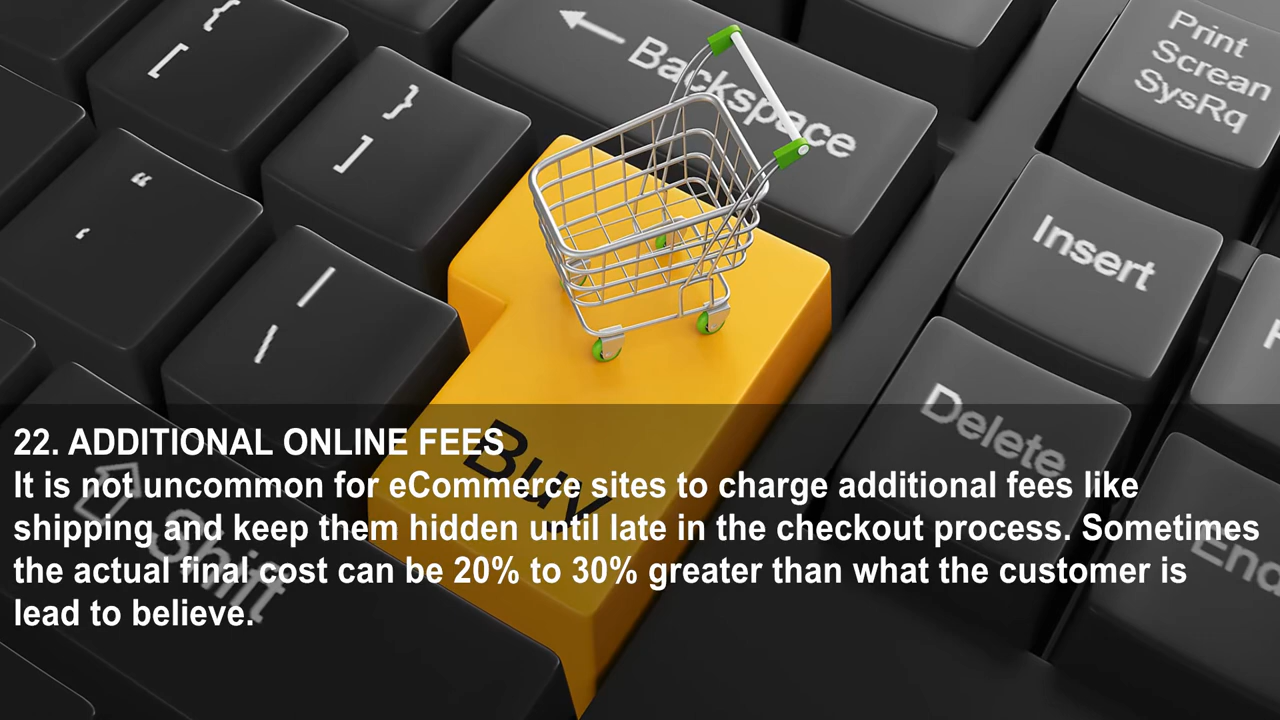 {
[
}
]
← Backspace
Print
Screan
SysRq
“
‘
|
\
Insert
Delete
Buy
⇧ Shift
End
22. ADDITIONAL ONLINE FEES
It is not uncommon for eCommerce sites to charge additional fees like
shipping and keep them hidden until late in the checkout process. Sometimes
the actual final cost can be 20% to 30% greater than what the customer is
lead to believe.